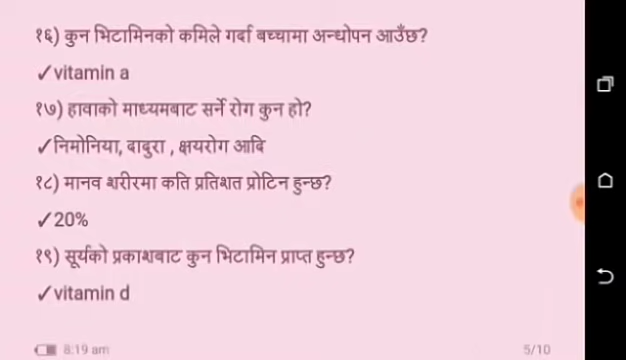 १६) कुन भिटामिनको कमिले गर्दा बच्चामा अन्धोपन आउँछ?
✓vitamin a
१७) हावाको माध्यमबाट सर्ने रोग कुन हो?
✓निमोनिया, दादुरा , क्षयरोग आदि
१८) मानव शरीरमा कति प्रतिशत प्रोटिन हुन्छ?
✓20%
१९) सूर्यको प्रकाशबाट कुन भिटामिन प्राप्त हुन्छ?
✓vitamin d
8:19 am 5/10